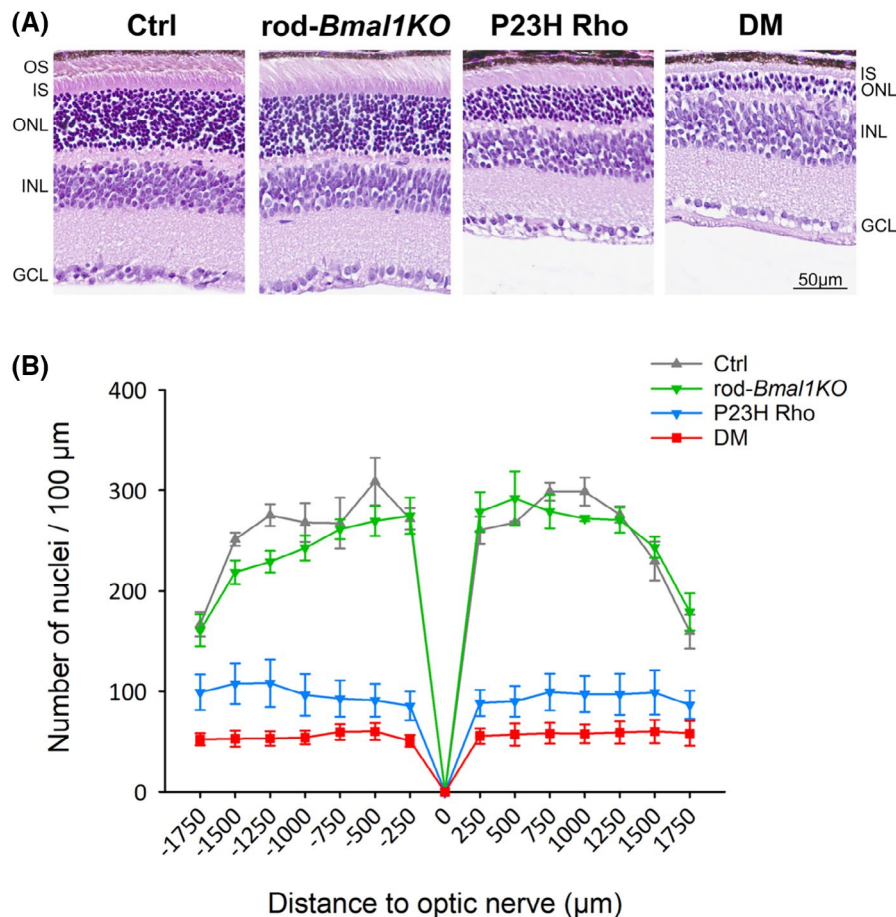 (A)
Ctrl rod-Bmal1KO P23H Rho DM
OS
IS
ONL
INL
GCL
IS
ONL
INL
GCL
50µm
(B)
Ctrl
rod-Bmal1KO
P23H Rho
DM
Number of nuclei / 100 µm
400
300
200
100
0
-1750 -1500 -1250 -1000 -750 -500 -250 0 250 500 750 1000 1250 1500 1750
Distance to optic nerve (µm)